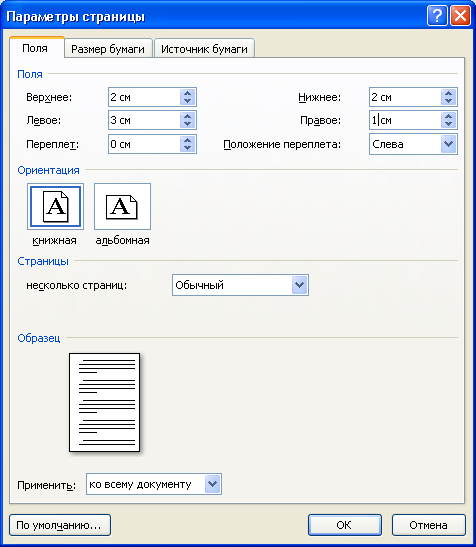 Параметры страницы
Поля Размер бумаги Источник бумаги
Поля
Верхнее: 2 см Нижнее: 2 см
Левое: 3 см Правое: 1 см
Переплет: 0 см Положение переплета: Слева
Ориентация
A A
книжная альбомная
Страницы
несколько страниц: Обычный
Образец
Применить: ко всему документу
По умолчанию... ОК Отмена